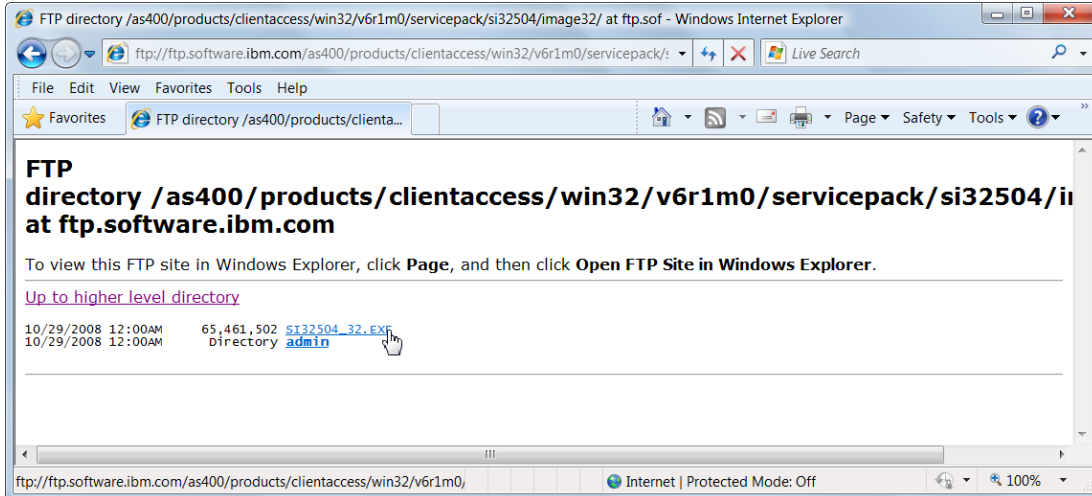 FTP directory /as400/products/clientaccess/win32/v6r1m0/servicepack/si32504/image32/ at ftp.sof - Windows Internet Explorer
ftp://ftp.software.ibm.com/as400/products/clientaccess/win32/v6r1m0/servicepack/s
Live Search
File Edit View Favorites Tools Help
Favorites FTP directory /as400/products/clienta... Page Safety Tools
FTP
directory /as400/products/clientaccess/win32/v6r1m0/servicepack/si32504/i
at ftp.software.ibm.com
To view this FTP site in Windows Explorer, click Page, and then click Open FTP Site in Windows Explorer.
Up to higher level directory
10/29/2008 12:00AM 65,461,502 SI32504_32.EXE
10/29/2008 12:00AM Directory admin
ftp://ftp.software.ibm.com/as400/products/clientaccess/win32/v6r1m0/ Internet | Protected Mode: Off 100%